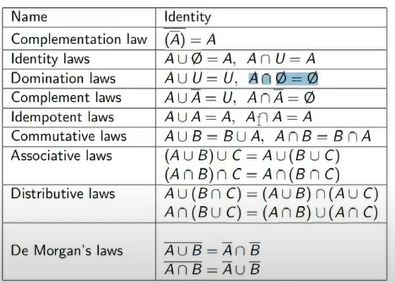 Name Identity
Complementation law (A̅)̅ = A
Identity laws A ∪ Ø = A, A ∩ U = A
Domination laws A ∪ U = U, A ∩ Ø = Ø
Complement laws A ∪ A̅ = U, A ∩ A̅ = Ø
Idempotent laws A ∪ A = A, A ∩ A = A
Commutative laws A ∪ B = B ∪ A, A ∩ B = B ∩ A
Associative laws (A ∪ B) ∪ C = A ∪ (B ∪ C)
(A ∩ B) ∩ C = A ∩ (B ∩ C)
Distributive laws A ∪ (B ∩ C) = (A ∪ B) ∩ (A ∪ C)
A ∩ (B ∪ C) = (A ∩ B) ∪ (A ∩ C)
De Morgan's laws A̅ ̅∪̅ ̅B̅ = A̅ ∩ B̅
A̅ ̅∩̅ ̅B̅ = A̅ ∪ B̅